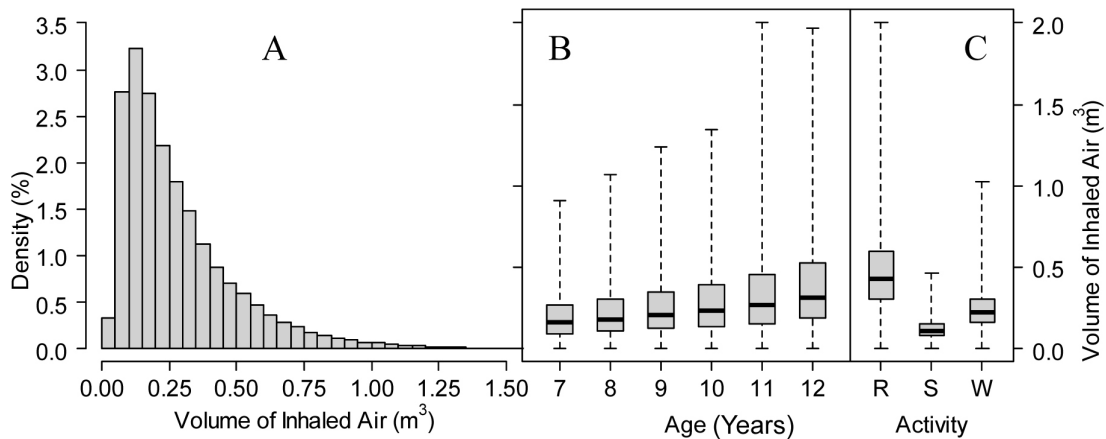 A
B
C
Density (%)
3.5
3.0
2.5
2.0
1.5
1.0
0.5
0.0
0.00 0.25 0.50 0.75 1.00 1.25 1.50
Volume of Inhaled Air (m³)
7 8 9 10 11 12
Age (Years)
R S W
Activity
2.0
1.5
1.0
0.5
0.0
Volume of Inhaled Air (m³)